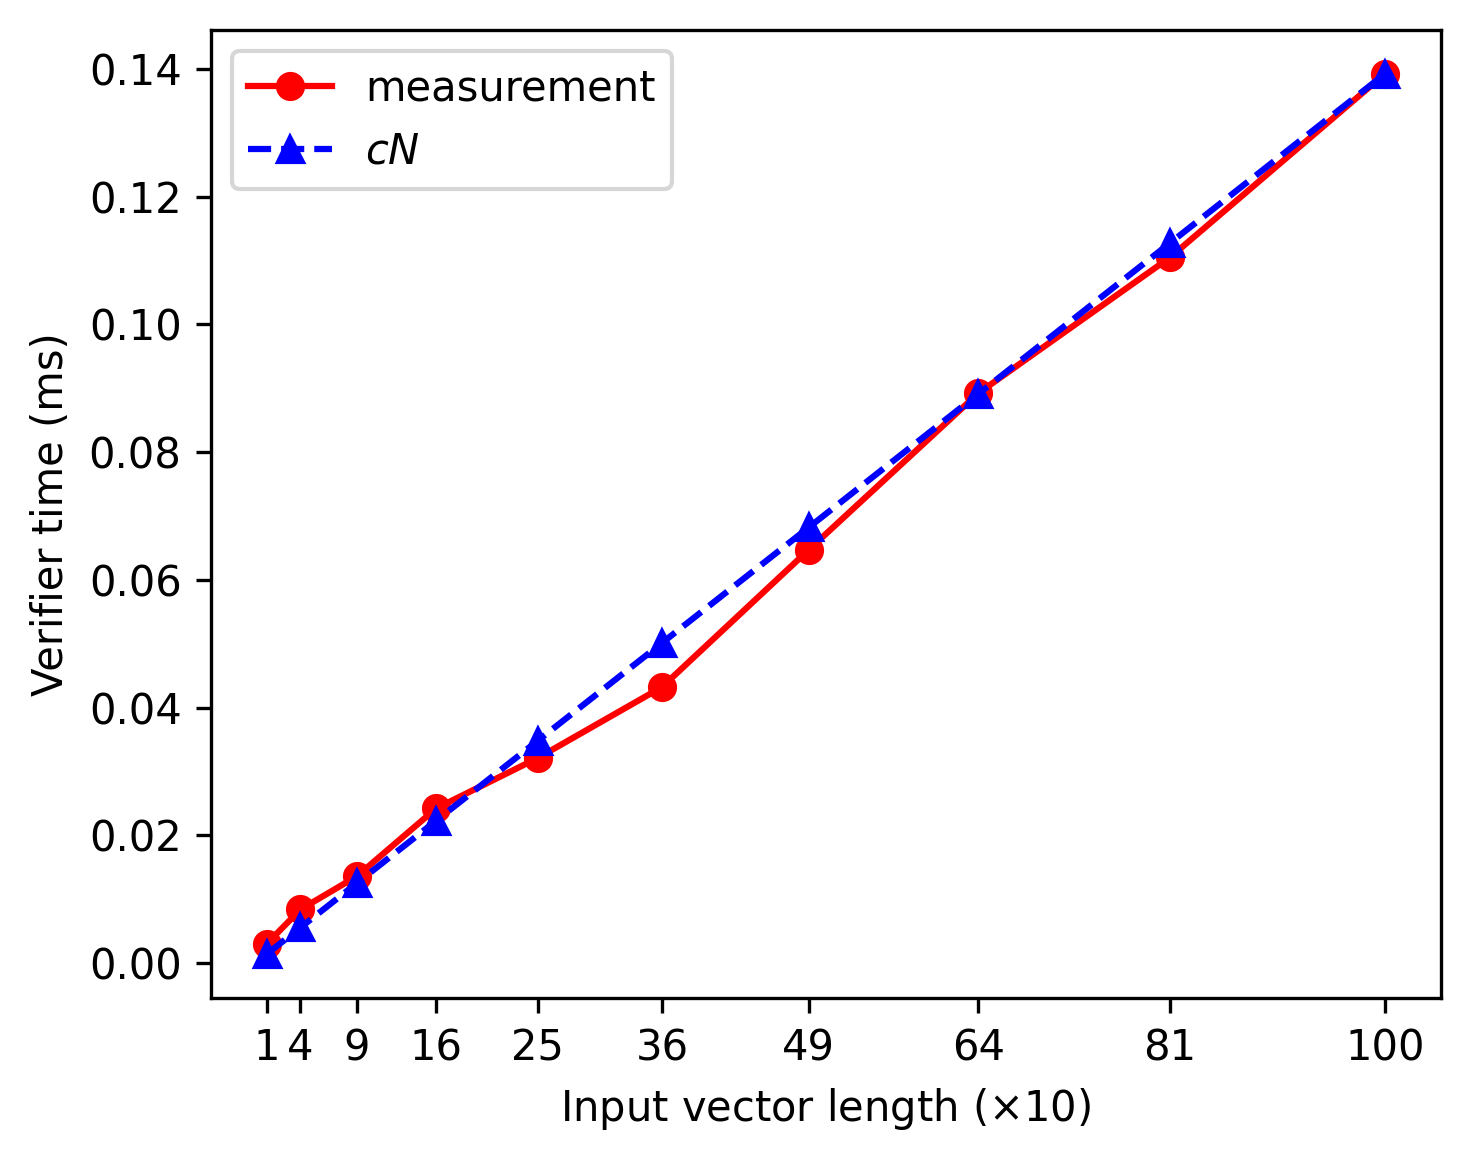 measurement
cN
0.14
0.12
0.10
0.08
0.06
0.04
0.02
0.00
Verifier time (ms)
1 4 9 16 25 36 49 64 81 100
Input vector length (×10)